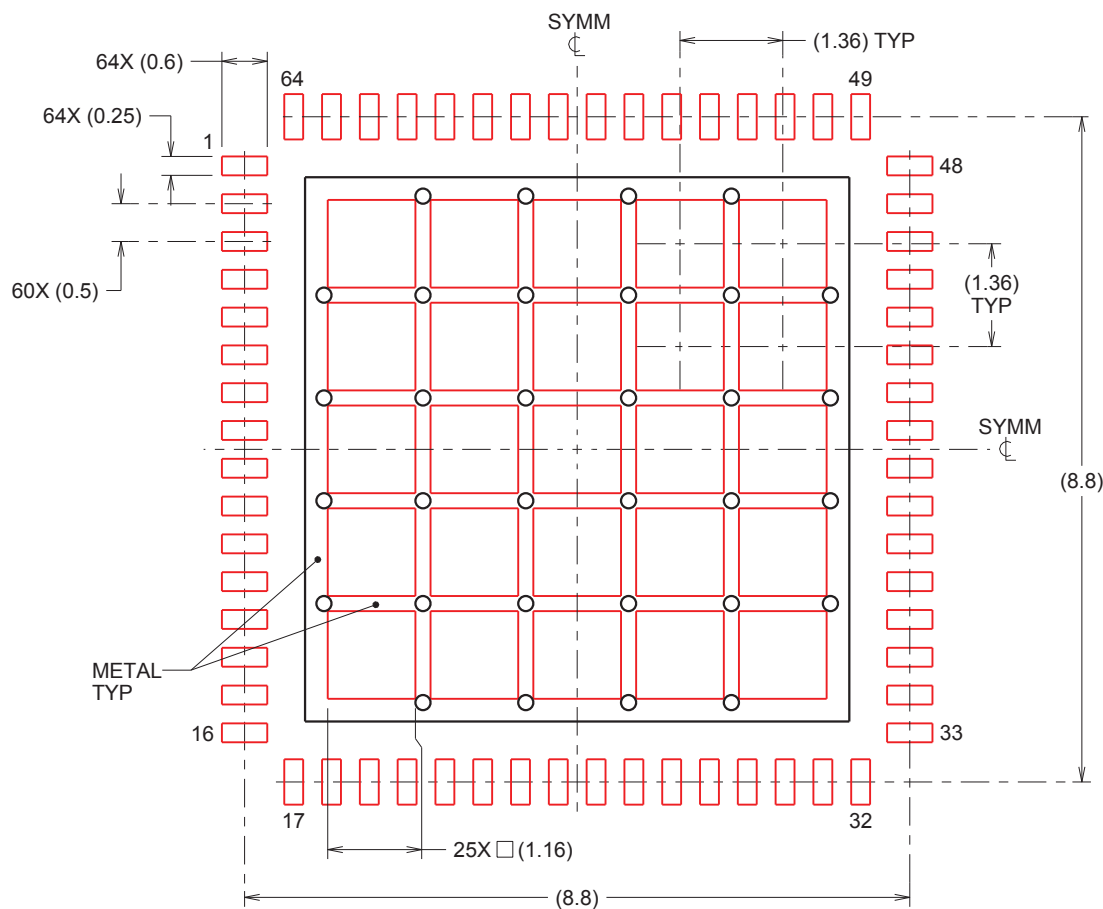 SYMM
℄
(1.36) TYP
64X (0.6)
64
49
64X (0.25)
1
48
60X (0.5)
(1.36)
TYP
SYMM
℄
(8.8)
METAL
TYP
16
33
17
32
25X □ (1.16)
(8.8)